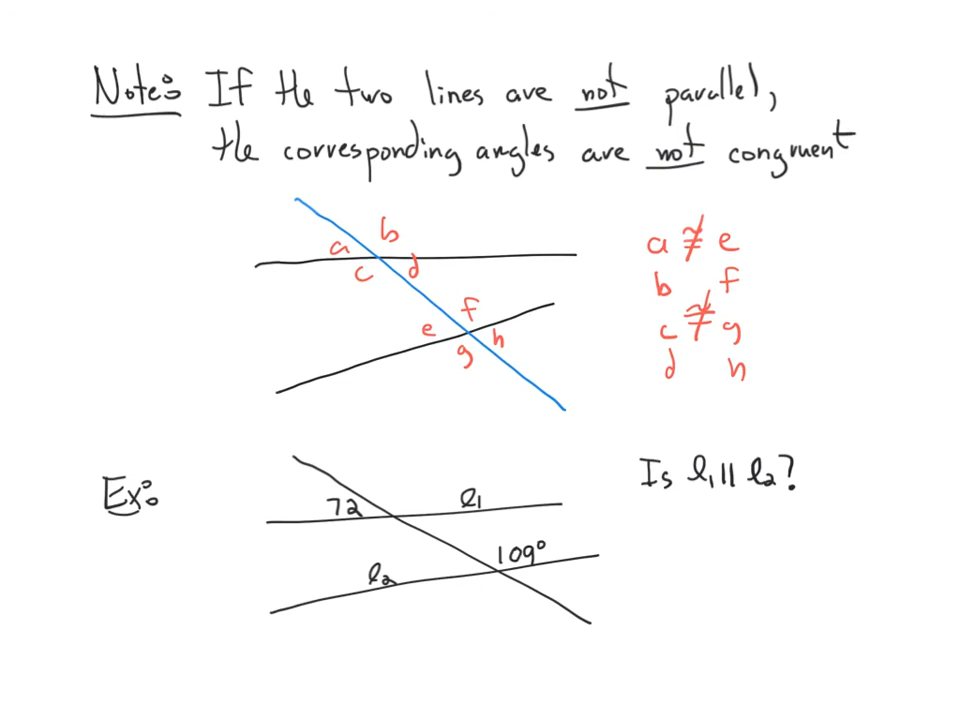 Note: If the two lines are not parallel,
the corresponding angles are not congruent
a b
c d
e f
g h
a ≇ e
b f
c ≇ g
d h
Ex:
Is l₁ || l₂?
72 l₁
109°
l₂